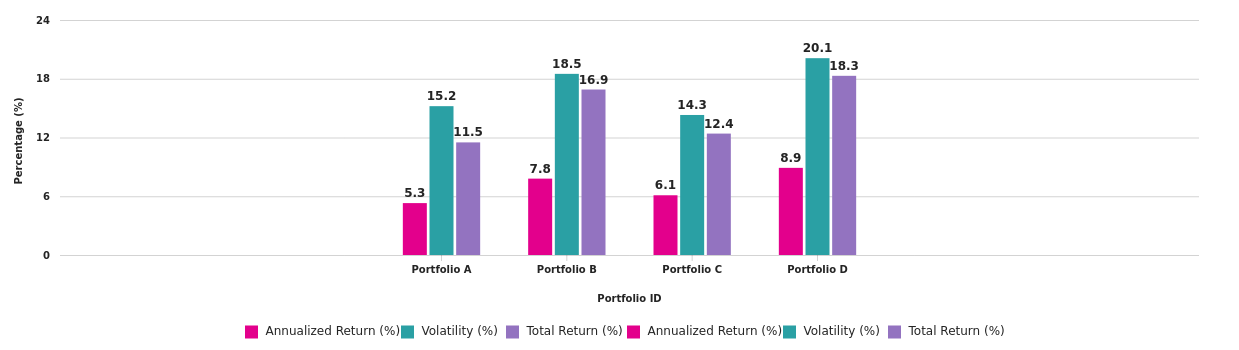 24
18
12
6
0
Percentage (%)
5.3
15.2
11.5
7.8
18.5
16.9
6.1
14.3
12.4
8.9
20.1
18.3
Portfolio A
Portfolio B
Portfolio C
Portfolio D
Portfolio ID
Annualized Return (%) Volatility (%) Total Return (%) Annualized Return (%) Volatility (%) Total Return (%)